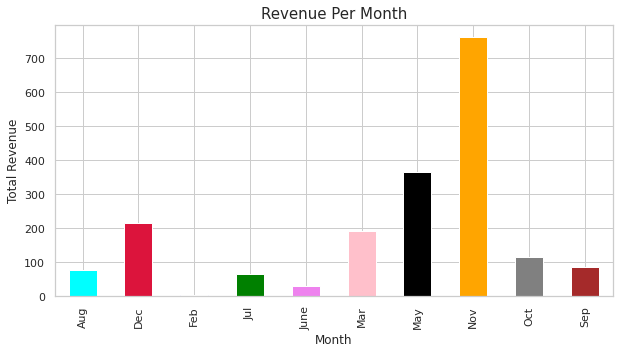 Revenue Per Month
Total Revenue
700
600
500
400
300
200
100
0
Aug
Dec
Feb
Jul
June
Mar
May
Nov
Oct
Sep
Month